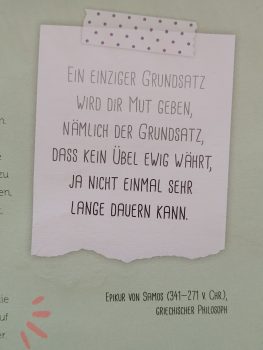 EIN EINZIGER GRUNDSATZ
WIRD DIR MUT GEBEN,
NÄMLICH DER GRUNDSATZ,
DASS KEIN ÜBEL EWIG WÄHRT,
JA NICHT EINMAL SEHR
LANGE DAUERN KANN.
EPIKUR VON SAMOS (341–271 V. CHR.),
GRIECHISCHER PHILOSOPH
zu